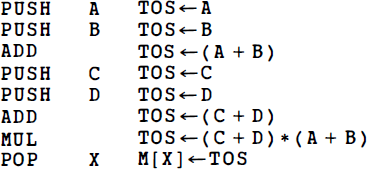 PUSH A TOS←A
PUSH B TOS←B
ADD TOS←(A + B)
PUSH C TOS←C
PUSH D TOS←D
ADD TOS←(C + D)
MUL TOS←(C + D)*(A + B)
POP X M[X]←TOS